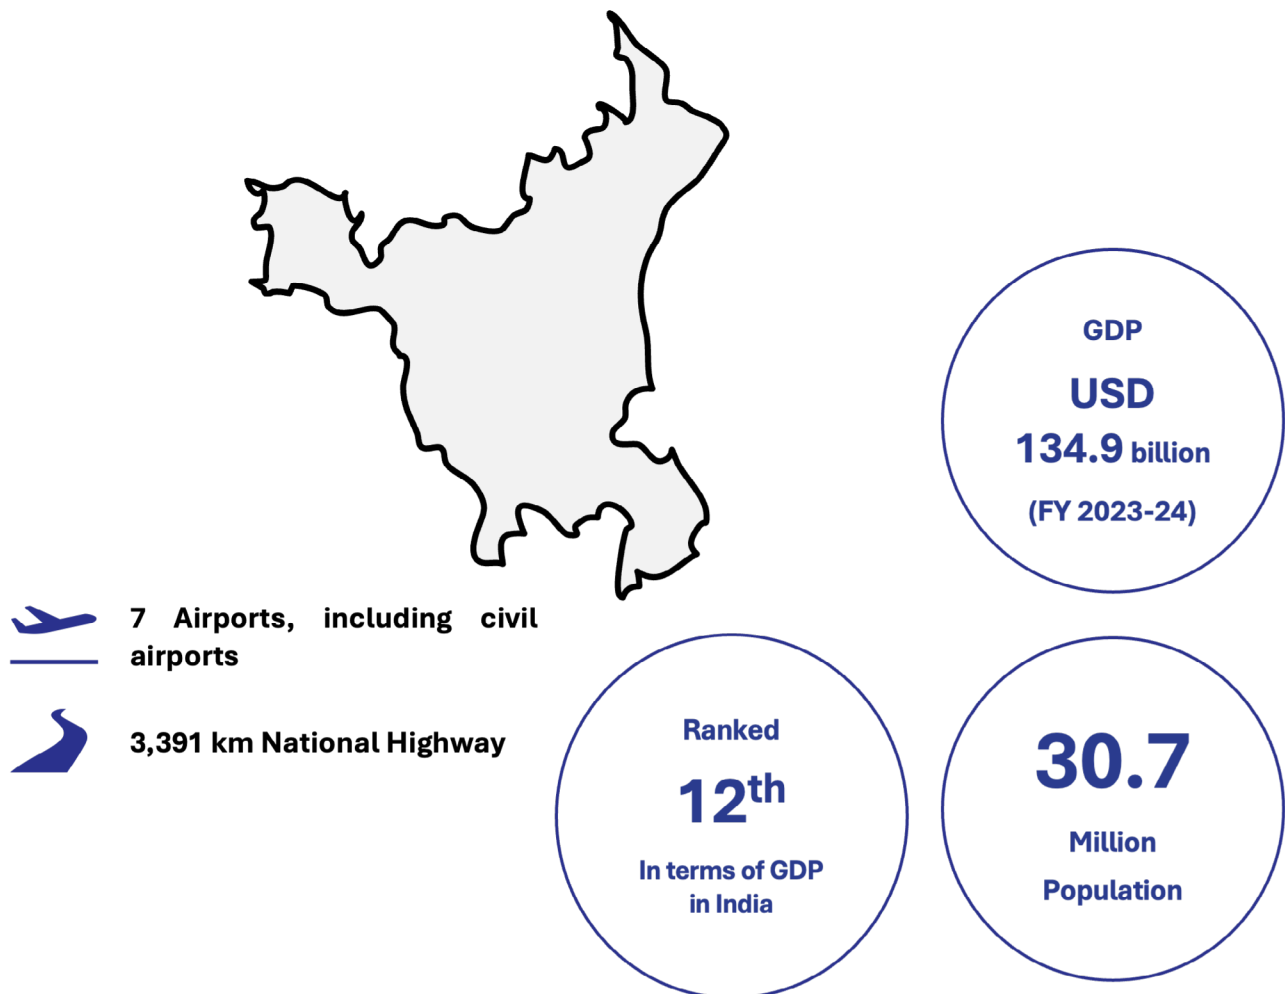 GDP
USD
134.9 billion
(FY 2023-24)
7 Airports, including civil
airports
3,391 km National Highway
Ranked
12th
In terms of GDP
in India
30.7
Million
Population